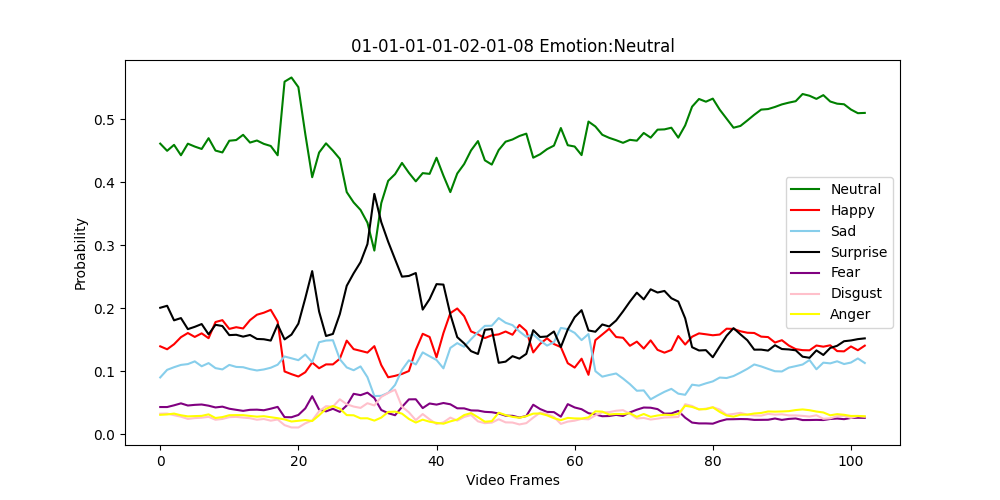 01-01-01-01-02-01-08 Emotion:Neutral
Probability
0.5
0.4
0.3
0.2
0.1
0.0
Neutral
Happy
Sad
Surprise
Fear
Disgust
Anger
0 20 40 60 80 100
Video Frames